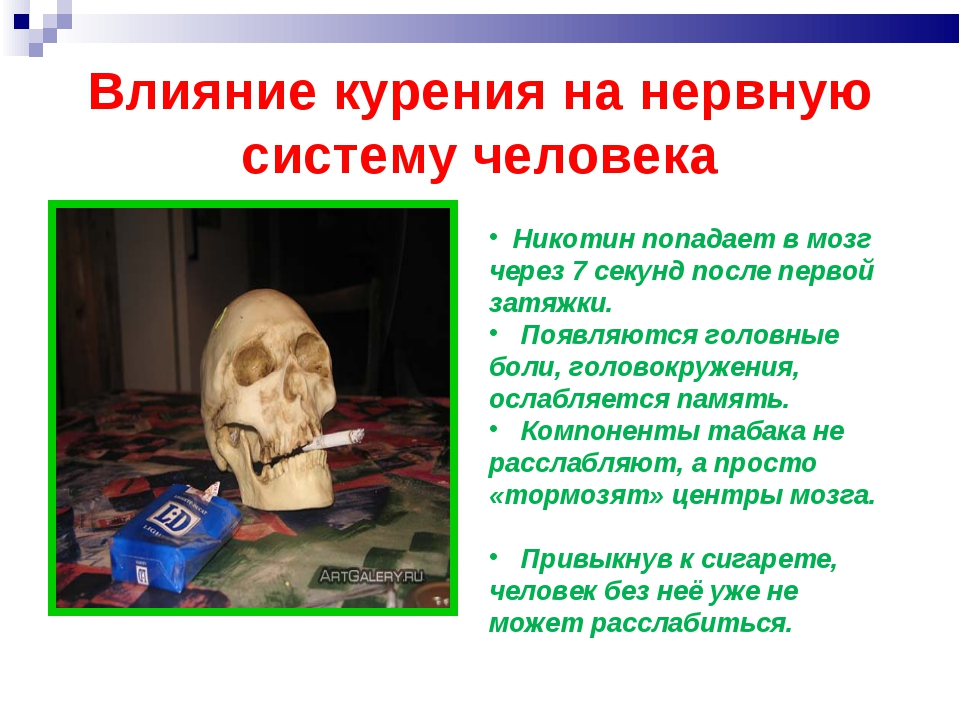 Влияние курения на нервную
систему человека
• Никотин попадает в мозг
через 7 секунд после первой
затяжки.
• Появляются головные
боли, головокружения,
ослабляется память.
• Компоненты табака не
расслабляют, а просто
«тормозят» центры мозга.
• Привыкнув к сигарете,
человек без неё уже не
может расслабиться.
LD
ARTGALERY.RU